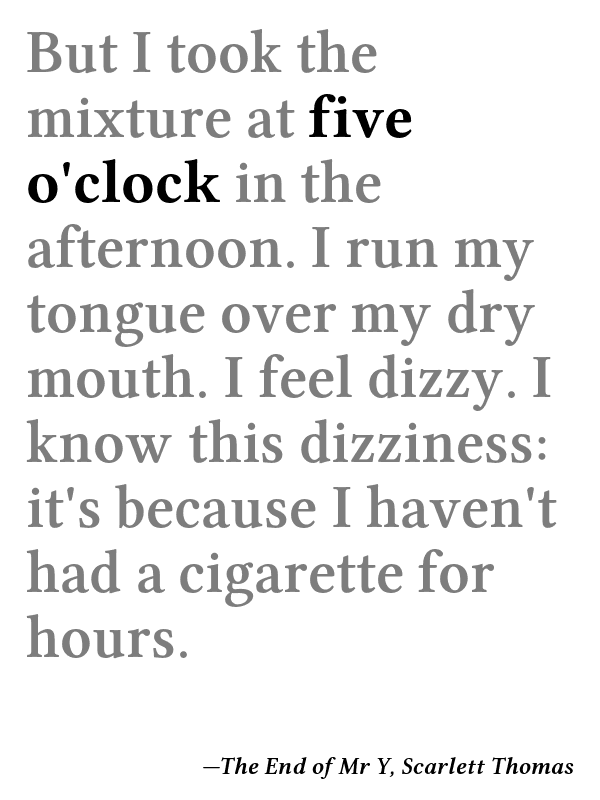 But I took the
mixture at five
o'clock in the
afternoon. I run my
tongue over my dry
mouth. I feel dizzy. I
know this dizziness:
it's because I haven't
had a cigarette for
hours.
—The End of Mr Y, Scarlett Thomas